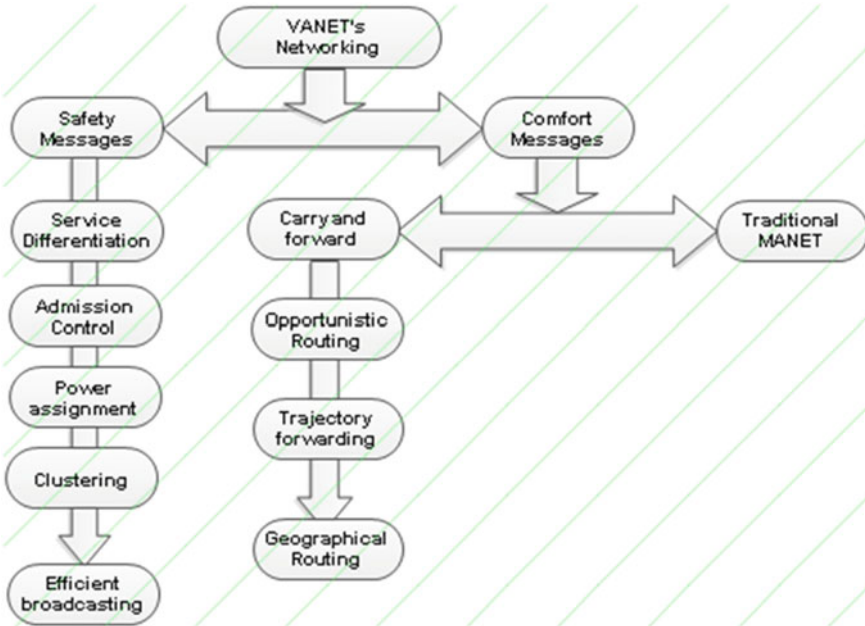 VANET's
Networking
Safety
Messages
Comfort
Messages
Service
Differentiation
Carry and
forward
Traditional
MANET
Admission
Control
Opportunistic
Routing
Power
assignment
Trajectory
forwarding
Clustering
Geographical
Routing
Efficient
broadcasting